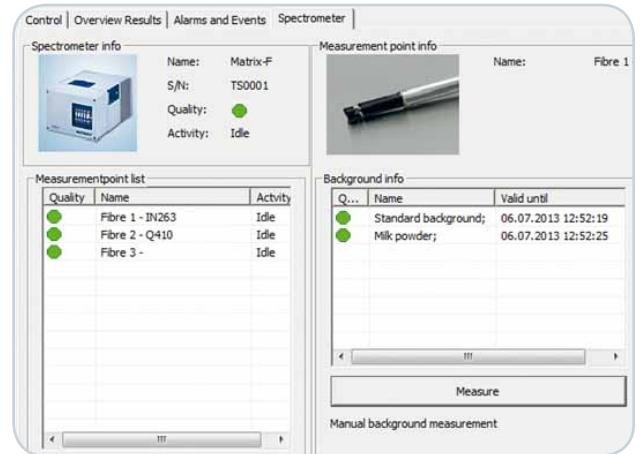 Control Overview Results Alarms and Events Spectrometer
Spectrometer info
Name: Matrix-F
S/N: TS0001
Quality:
Activity: Idle
Measurement point info
Name: Fibre 1
Measurementpoint list
Quality Name Actvity
Fibre 1 - IN263 Idle
Fibre 2 - Q410 Idle
Fibre 3 - Idle
Background info
Q... Name Valid until
Standard background; 06.07.2013 12:52:19
Milk powder; 06.07.2013 12:52:25
Measure
Manual background measurement